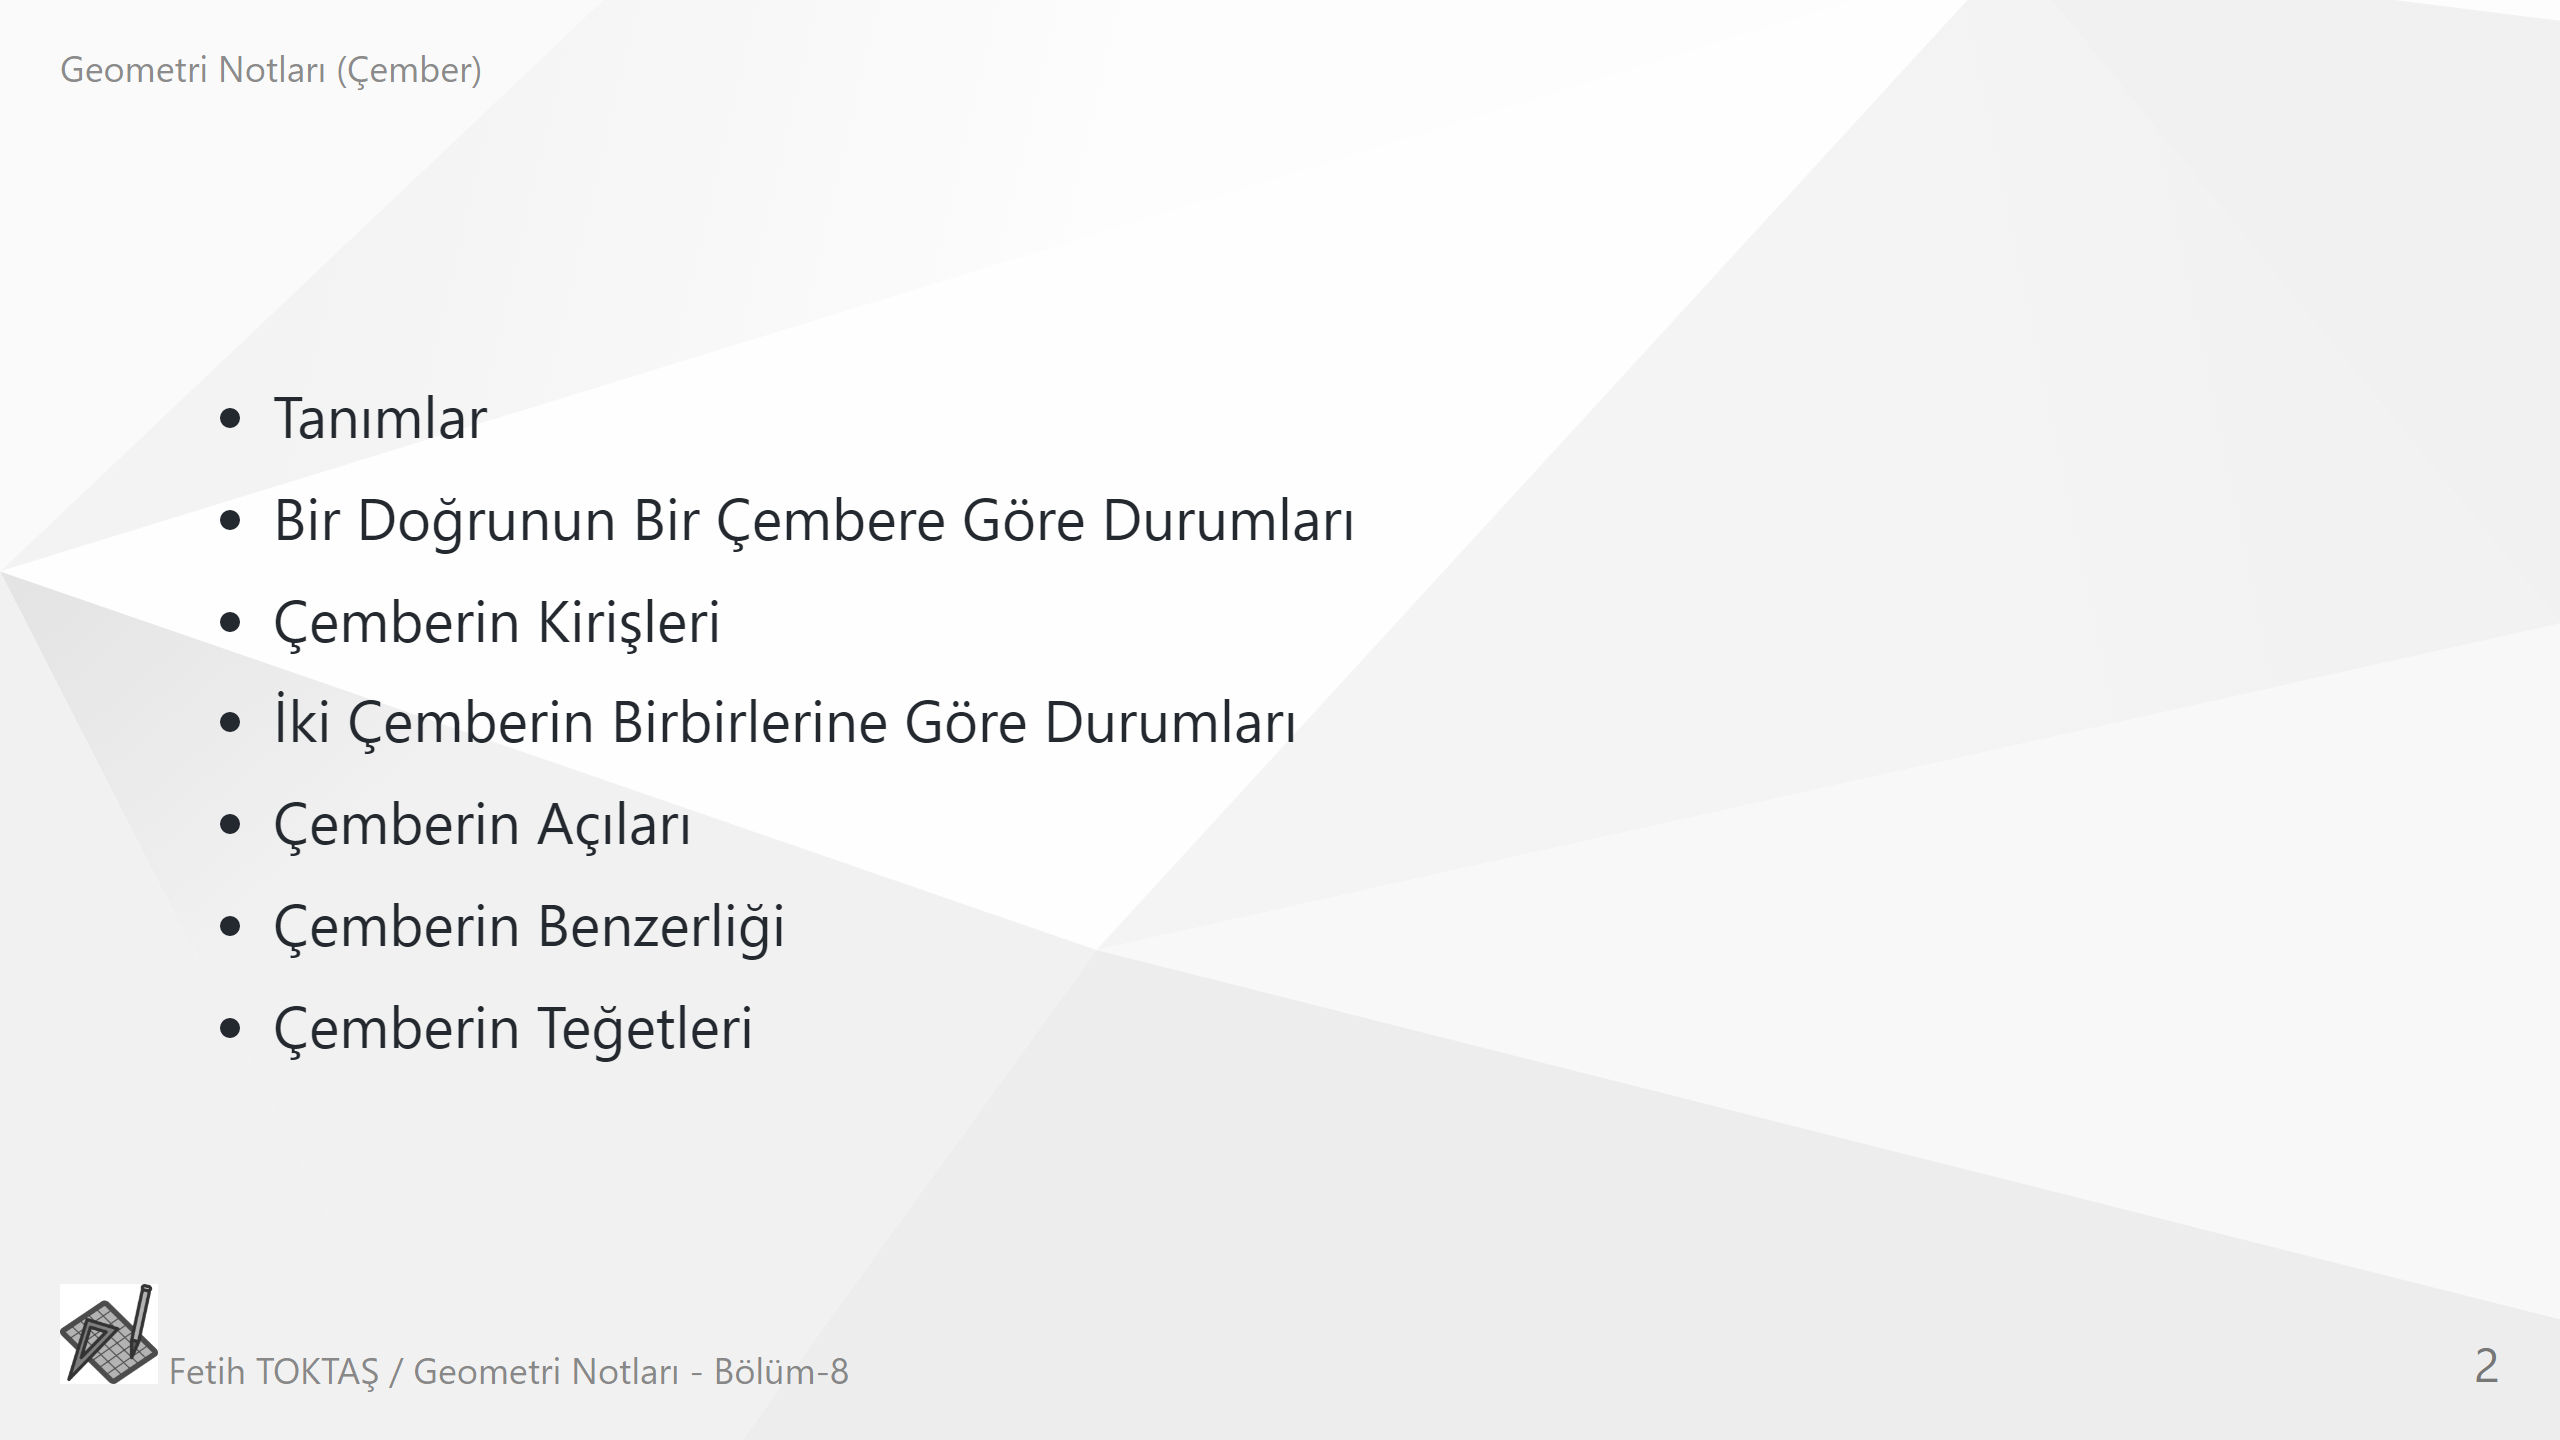 Geometri Notları (Çember)
• Tanımlar
• Bir Doğrunun Bir Çembere Göre Durumları
• Çemberin Kirişleri
• İki Çemberin Birbirlerine Göre Durumları
• Çemberin Açıları
• Çemberin Benzerliği
• Çemberin Teğetleri
Fetih TOKTAŞ / Geometri Notları - Bölüm-8
2